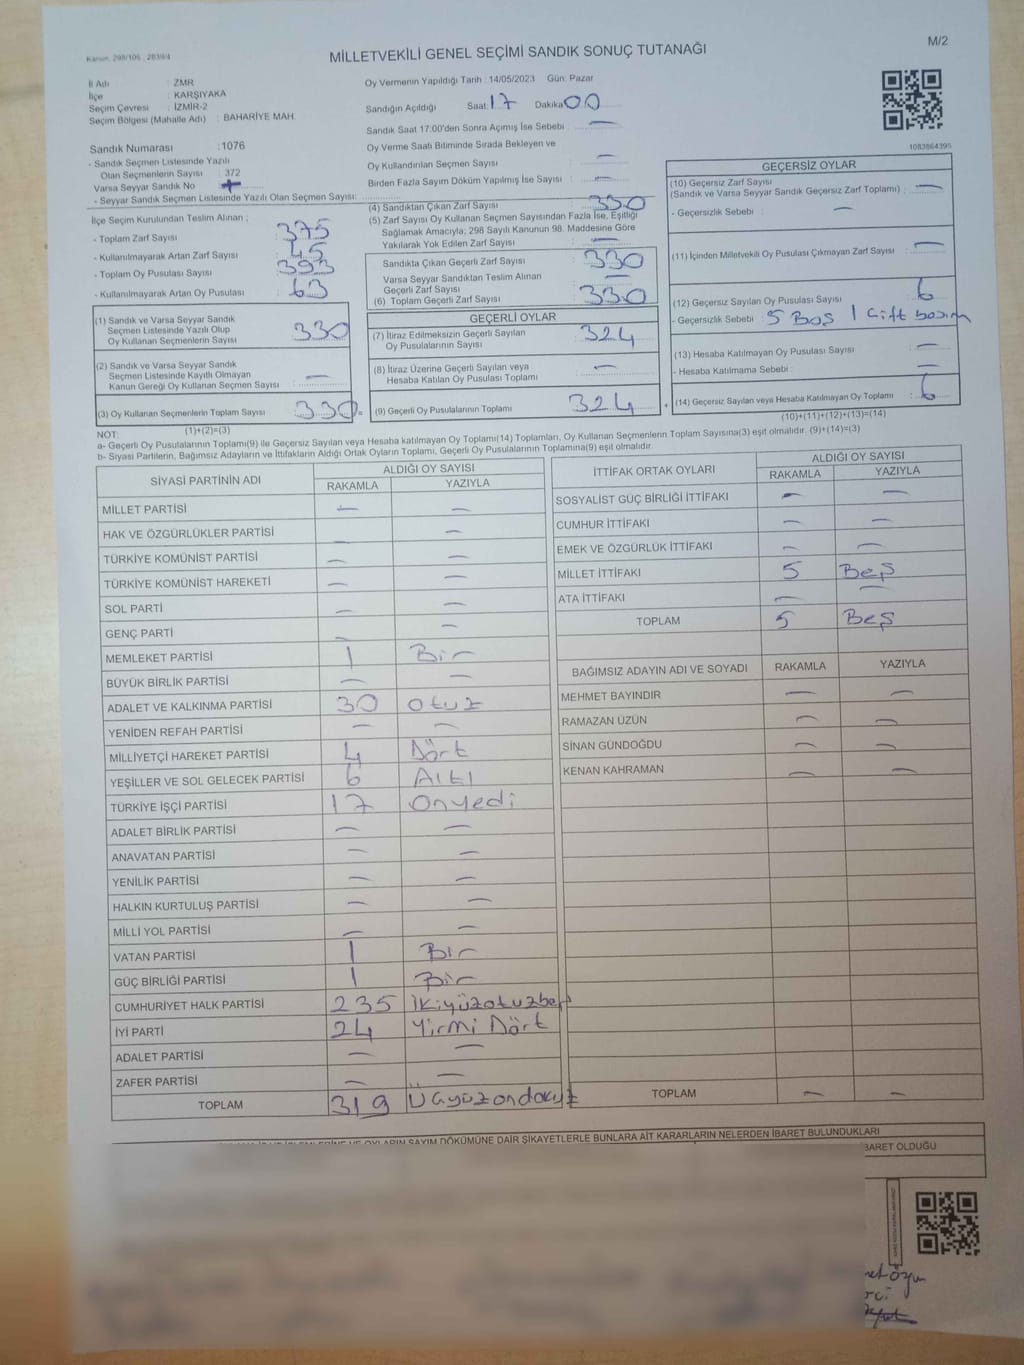 Kanun: 298/105 , 2839/4
M/2
MİLLETVEKİLİ GENEL SEÇİMİ SANDIK SONUÇ TUTANAĞI
İl Adı : ZMR
İlçe : KARŞIYAKA
Seçim Çevresi : İZMİR-2
Seçim Bölgesi (Mahalle Adı) : BAHARİYE MAH.
Sandık Numarası :1076
- Sandık Seçmen Listesinde Yazılı
Olan Seçmenlerin Sayısı : 372
Varsa Seyyar Sandık No :
- Seyyar Sandık Seçmen Listesinde Yazılı Olan Seçmen Sayısı:
İlçe Seçim Kurulundan Teslim Alınan ;
- Toplam Zarf Sayısı : 375
- Kullanılmayarak Artan Zarf Sayısı : 45
- Toplam Oy Pusulası Sayısı : 393
- Kullanılmayarak Artan Oy Pusulası : 63
(1) Sandık ve Varsa Seyyar Sandık
Seçmen Listesinde Yazılı Olup
Oy Kullanan Seçmenlerin Sayısı : 330
(2) Sandık ve Varsa Seyyar Sandık
Seçmen Listesinde Kayıtlı Olmayan
Kanun Gereği Oy Kullanan Seçmen Sayısı : —
(3) Oy Kullanan Seçmenlerin Toplam Sayısı : 330
(1)+(2)=(3)
Oy Vermenin Yapıldığı Tarih : 14/05/2023 Gün: Pazar
Sandığın Açıldığı Saat: 17 Dakika: 00
Sandık Saat 17:00'den Sonra Açımış İse Sebebi : —
Oy Verme Saati Bitiminde Sırada Bekleyen ve
Oy Kullandırılan Seçmen Sayısı : —
Birden Fazla Sayım Döküm Yapılmış İse Sayısı : —
(4) Sandıktan Çıkan Zarf Sayısı : 330
(5) Zarf Sayısı Oy Kullanan Seçmen Sayısından Fazla İse, Eşitliği
Sağlamak Amacıyla; 298 Sayılı Kanunun 98. Maddesine Göre
Yakılarak Yok Edilen Zarf Sayısı : —
Sandıkta Çıkan Geçerli Zarf Sayısı : 330
Varsa Seyyar Sandıktan Teslim Alınan
Geçerli Zarf Sayısı : —
(6) Toplam Geçerli Zarf Sayısı : 330
GEÇERLİ OYLAR
(7) İtiraz Edilmeksizin Geçerli Sayılan
Oy Pusulalarının Sayısı : 324
(8) İtiraz Üzerine Geçerli Sayılan veya
Hesaba Katılan Oy Pusulası Toplamı : —
(9) Geçerli Oy Pusulalarının Toplamı : 324
1083864395
GEÇERSİZ OYLAR
(10) Geçersiz Zarf Sayısı
(Sandık ve Varsa Seyyar Sandık Geçersiz Zarf Toplamı) : —
- Geçersizlik Sebebi : —
(11) İçinden Milletvekili Oy Pusulası Çıkmayan Zarf Sayısı : —
(12) Geçersiz Sayılan Oy Pusulası Sayısı : 6
- Geçersizlik Sebebi : 5 Boş 1 Çift basım
(13) Hesaba Katılmayan Oy Pusulası Sayısı : —
- Hesaba Katılmama Sebebi : —
(14) Geçersiz Sayılan veya Hesaba Katılmayan Oy Toplamı : 6
(10)+(11)+(12)+(13)=(14)
NOT:
a- Geçerli Oy Pusulalarının Toplamı(9) ile Geçersiz Sayılan veya Hesaba katılmayan Oy Toplamı(14) Toplamları, Oy Kullanan Seçmenlerin Toplam Sayısına(3) eşit olmalıdır. (9)+(14)=(3)
b- Siyasi Partilerin, Bağımsız Adayların ve İttifakların Aldığı Ortak Oyların Toplamı, Geçerli Oy Pusulalarının Toplamına(9) eşit olmalıdır.
SİYASİ PARTİNİN ADI ALDIĞI OY SAYISI
RAKAMLA YAZIYLA
MİLLET PARTİSİ — —
HAK VE ÖZGÜRLÜKLER PARTİSİ — —
TÜRKİYE KOMÜNİST PARTİSİ — —
TÜRKİYE KOMÜNİST HAREKETİ — —
SOL PARTİ — —
GENÇ PARTİ — —
MEMLEKET PARTİSİ 1 Bir
BÜYÜK BİRLİK PARTİSİ — —
ADALET VE KALKINMA PARTİSİ 30 otuz
YENİDEN REFAH PARTİSİ — —
MİLLİYETÇİ HAREKET PARTİSİ 4 Dört
YEŞİLLER VE SOL GELECEK PARTİSİ 6 Altı
TÜRKİYE İŞÇİ PARTİSİ 17 Onyedi
ADALET BİRLİK PARTİSİ — —
ANAVATAN PARTİSİ — —
YENİLİK PARTİSİ — —
HALKIN KURTULUŞ PARTİSİ — —
MİLLİ YOL PARTİSİ — —
VATAN PARTİSİ 1 Bir
GÜÇ BİRLİĞİ PARTİSİ 1 Bir
CUMHURİYET HALK PARTİSİ 235 İkiyüzotuzbeş
İYİ PARTİ 24 Yirmi Dört
ADALET PARTİSİ — —
ZAFER PARTİSİ — —
TOPLAM 319 Üçyüzondokuz
İTTİFAK ORTAK OYLARI ALDIĞI OY SAYISI
RAKAMLA YAZIYLA
SOSYALİST GÜÇ BİRLİĞİ İTTİFAKI — —
CUMHUR İTTİFAKI — —
EMEK VE ÖZGÜRLÜK İTTİFAKI — —
MİLLET İTTİFAKI 5 Beş
ATA İTTİFAKI — —
TOPLAM 5 Beş
BAĞIMSIZ ADAYIN ADI VE SOYADI RAKAMLA YAZIYLA
MEHMET BAYINDIR — —
RAMAZAN ÜZÜN — —
SİNAN GÜNDOĞDU — —
KENAN KAHRAMAN — —
TOPLAM — —
VE OYLARIN SAYIM DÖKÜMÜNE DAİR ŞİKAYETLERLE BUNLARA AİT KARARLARIN NELERDEN İBARET BULUNDUKLARI
BARET OLDUĞU